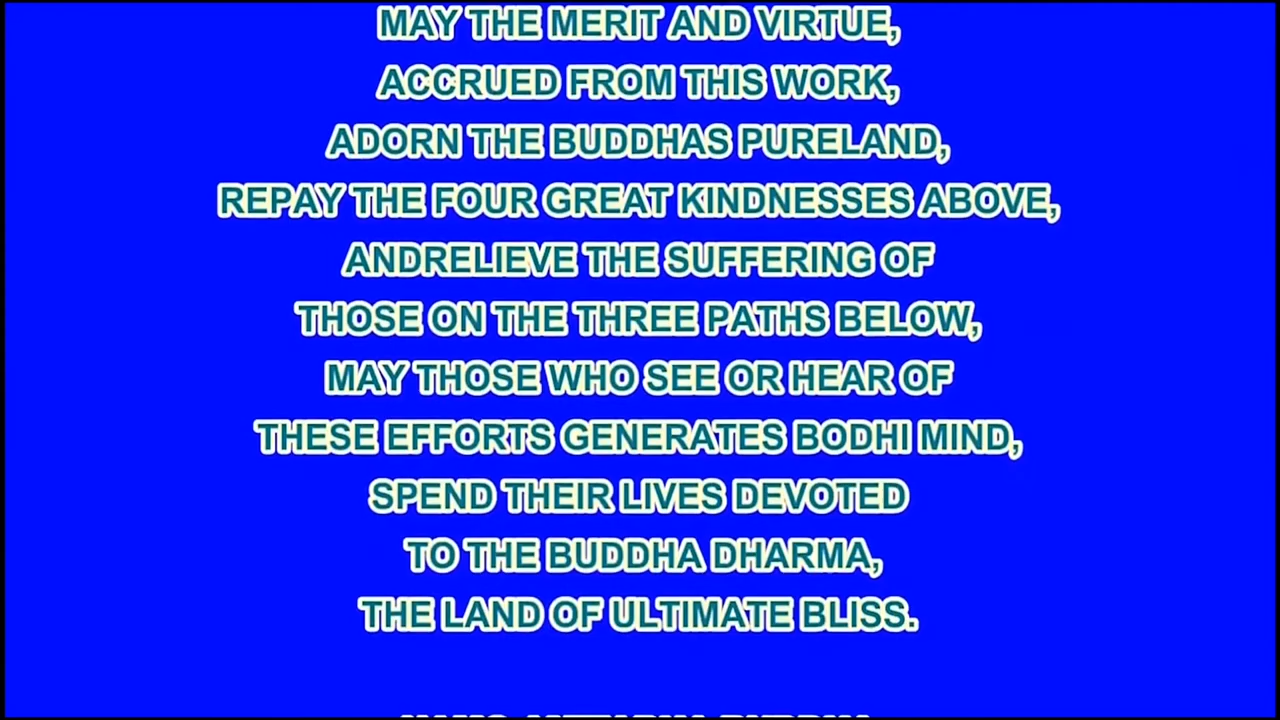 MAY THE MERIT AND VIRTUE,
ACCRUED FROM THIS WORK,
ADORN THE BUDDHAS PURELAND,
REPAY THE FOUR GREAT KINDNESSES ABOVE,
ANDRELIEVE THE SUFFERING OF
THOSE ON THE THREE PATHS BELOW,
MAY THOSE WHO SEE OR HEAR OF
THESE EFFORTS GENERATES BODHI MIND,
SPEND THEIR LIVES DEVOTED
TO THE BUDDHA DHARMA,
THE LAND OF ULTIMATE BLISS.